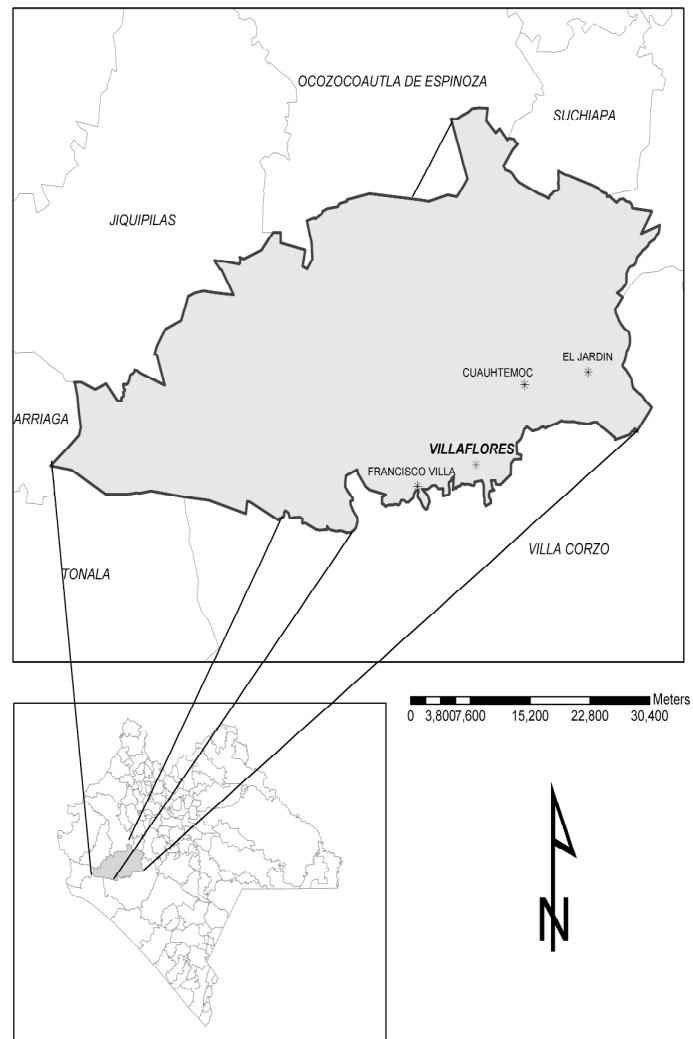 OCOZOCOAUTLA DE ESPINOZA
SUCHIAPA
JIQUIPILAS
EL JARDIN
CUAUHTEMOC
ARRIAGA
VILLAFLORES
FRANCISCO VILLA
VILLA CORZO
TONALA
Meters
0 3,800 7,600 15,200 22,800 30,400
N